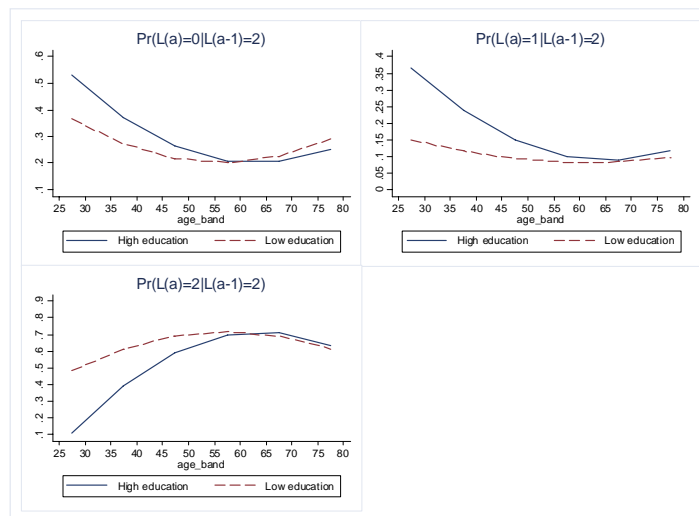 Pr(L(a)=0|L(a-1)=2)
.6
.5
.4
.3
.2
.1
25 30 35 40 45 50 55 60 65 70 75 80
age_band
High education Low education
Pr(L(a)=1|L(a-1)=2)
.4
.35
.3
.25
.2
.15
.1
.05
0
25 30 35 40 45 50 55 60 65 70 75 80
age_band
High education Low education
Pr(L(a)=2|L(a-1)=2)
.9
.8
.7
.6
.5
.4
.3
.2
.1
25 30 35 40 45 50 55 60 65 70 75 80
age_band
High education Low education